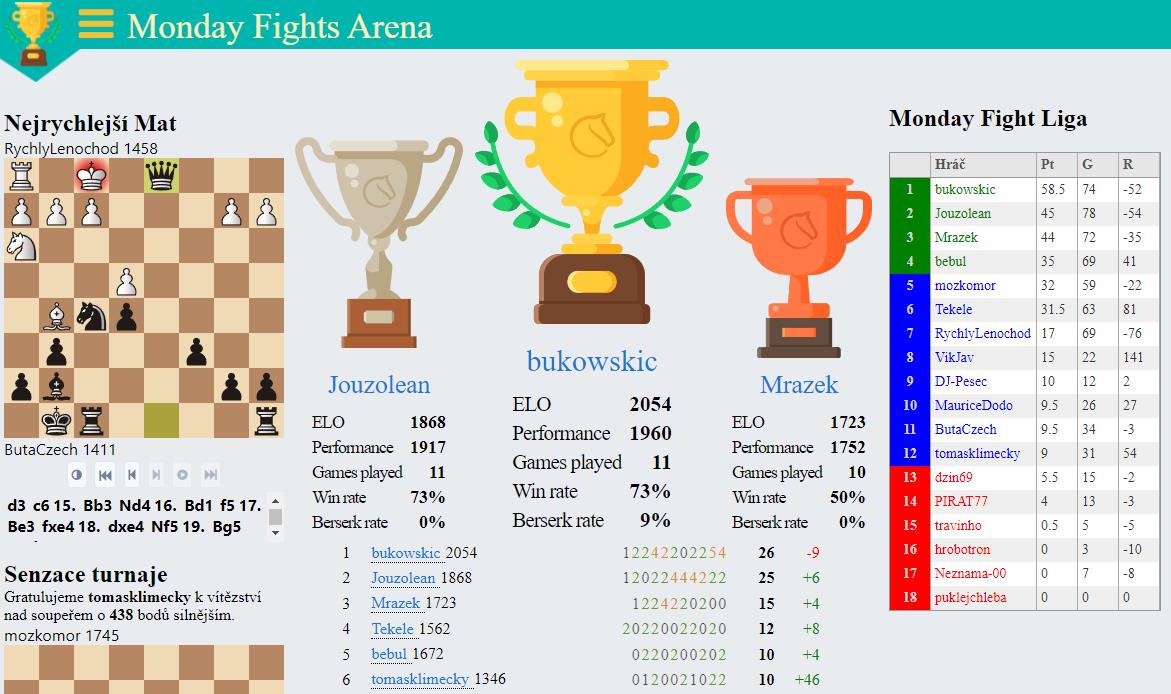 Monday Fights Arena
Nejrychlejší Mat
RychlyLenochod 1458
ButaCzech 1411
d3 c6 15. Bb3 Nd4 16. Bd1 f5 17.
Be3 fxe4 18. dxe4 Nf5 19. Bg5
Senzace turnaje
Gratulujeme tomasklimecky k vítězství
nad soupeřem o 438 bodů silnějším.
mozkomor 1745
Jouzolean
ELO 1868
Performance 1917
Games played 11
Win rate 73%
Berserk rate 0%
bukowskic
ELO 2054
Performance 1960
Games played 11
Win rate 73%
Berserk rate 9%
Mrazek
ELO 1723
Performance 1752
Games played 10
Win rate 50%
Berserk rate 0%
1 bukowskic 2054 12242202254 26 -9
2 Jouzolean 1868 12022444222 25 +6
3 Mrazek 1723 1224220200 15 +4
4 Tekele 1562 20220022020 12 +8
5 bebul 1672 0220200202 10 +4
6 tomasklimecky 1346 0120021022 10 +46
Monday Fight Liga
Hráč Pt G R
1 bukowskic 58.5 74 -52
2 Jouzolean 45 78 -54
3 Mrazek 44 72 -35
4 bebul 35 69 41
5 mozkomor 32 59 -22
6 Tekele 31.5 63 81
7 RychlyLenochod 17 69 -76
8 VikJav 15 22 141
9 DJ-Pesec 10 12 2
10 MauriceDodo 9.5 26 27
11 ButaCzech 9.5 34 -3
12 tomasklimecky 9 31 54
13 dzin69 5.5 15 -2
14 PIRAT77 4 13 -3
15 travinho 0.5 5 -5
16 hrobotron 0 3 -10
17 Neznama-00 0 7 -8
18 puklejchleba 0 0 0